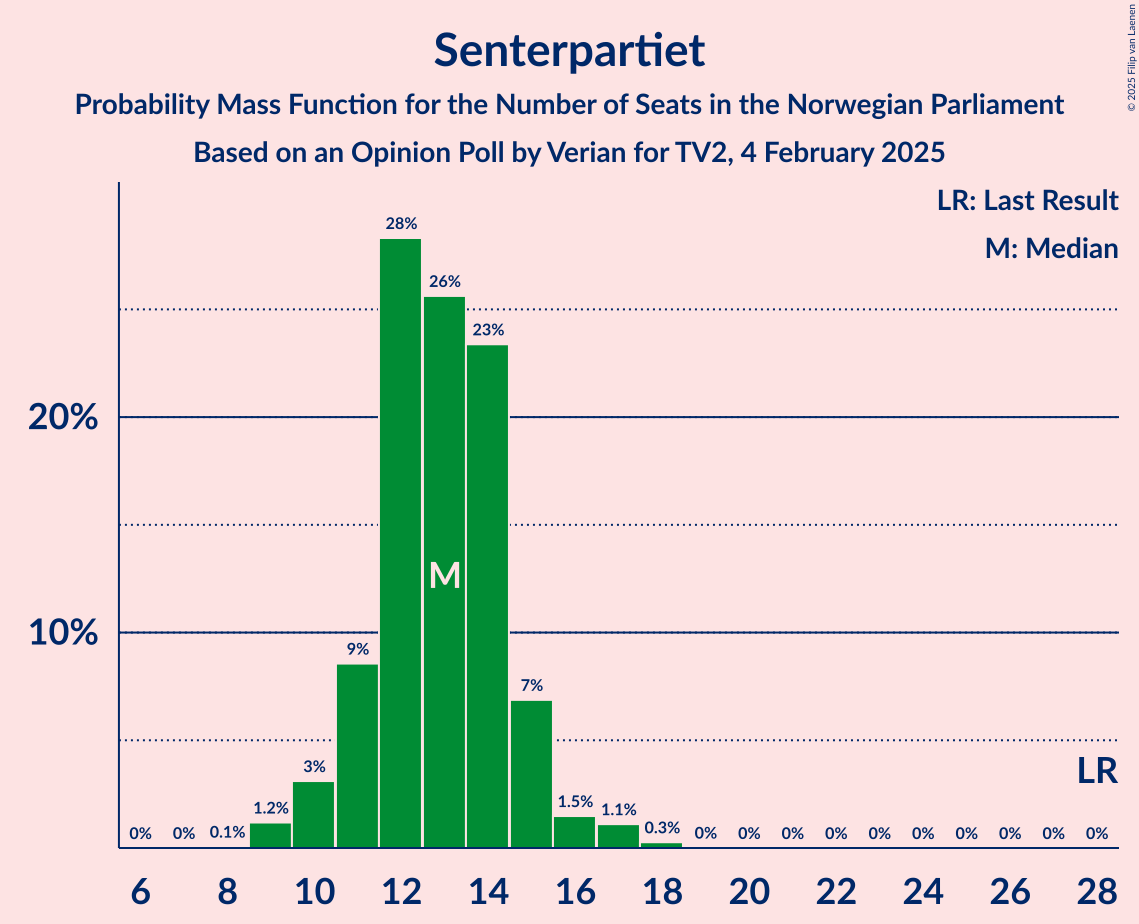 Senterpartiet
Probability Mass Function for the Number of Seats in the Norwegian Parliament
Based on an Opinion Poll by Verian for TV2, 4 February 2025
© 2025 Filip van Laenen
LR: Last Result
M: Median
28%
26%
23%
20%
M
10%
9%
7%
3%
LR
1.2%
1.5%
1.1%
0.3%
0%
0%
0.1%
0%
0%
0%
0%
0%
0%
0%
0%
0%
0%
6 8 10 12 14 16 18 20 22 24 26 28